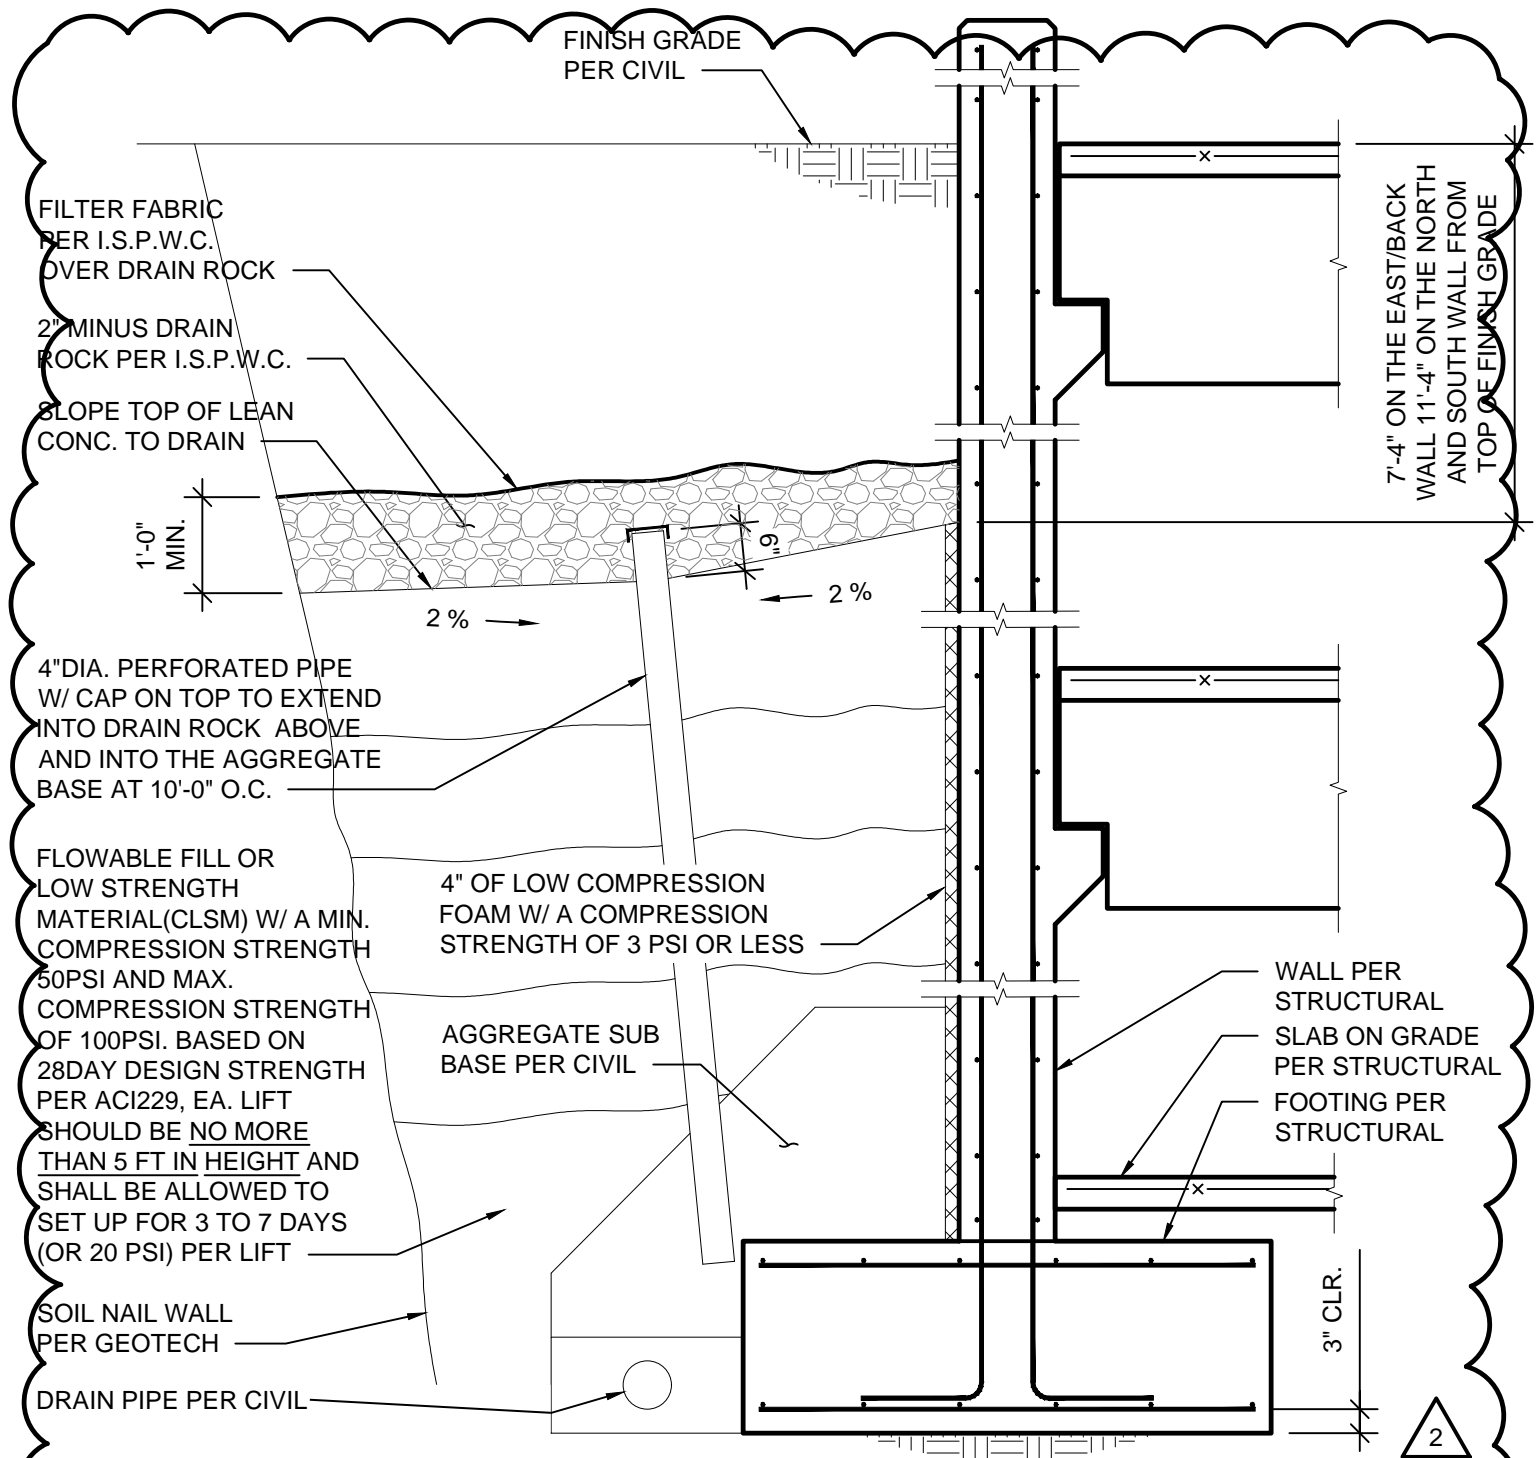 FINISH GRADE
PER CIVIL
FILTER FABRIC
PER I.S.P.W.C.
OVER DRAIN ROCK
2" MINUS DRAIN
ROCK PER I.S.P.W.C.
SLOPE TOP OF LEAN
CONC. TO DRAIN
1'-0"
MIN.
6"
2 %
2 %
7'-4" ON THE EAST/BACK
WALL 11'-4" ON THE NORTH
AND SOUTH WALL FROM
TOP OF FINISH GRADE
4"DIA. PERFORATED PIPE
W/ CAP ON TOP TO EXTEND
INTO DRAIN ROCK ABOVE
AND INTO THE AGGREGATE
BASE AT 10'-0" O.C.
FLOWABLE FILL OR
LOW STRENGTH
MATERIAL(CLSM) W/ A MIN.
COMPRESSION STRENGTH
50PSI AND MAX.
COMPRESSION STRENGTH
OF 100PSI. BASED ON
28DAY DESIGN STRENGTH
PER ACI229, EA. LIFT
SHOULD BE NO MORE
THAN 5 FT IN HEIGHT AND
SHALL BE ALLOWED TO
SET UP FOR 3 TO 7 DAYS
(OR 20 PSI) PER LIFT
4" OF LOW COMPRESSION
FOAM W/ A COMPRESSION
STRENGTH OF 3 PSI OR LESS
AGGREGATE SUB
BASE PER CIVIL
WALL PER
STRUCTURAL
SLAB ON GRADE
PER STRUCTURAL
FOOTING PER
STRUCTURAL
SOIL NAIL WALL
PER GEOTECH
DRAIN PIPE PER CIVIL
3" CLR.
2